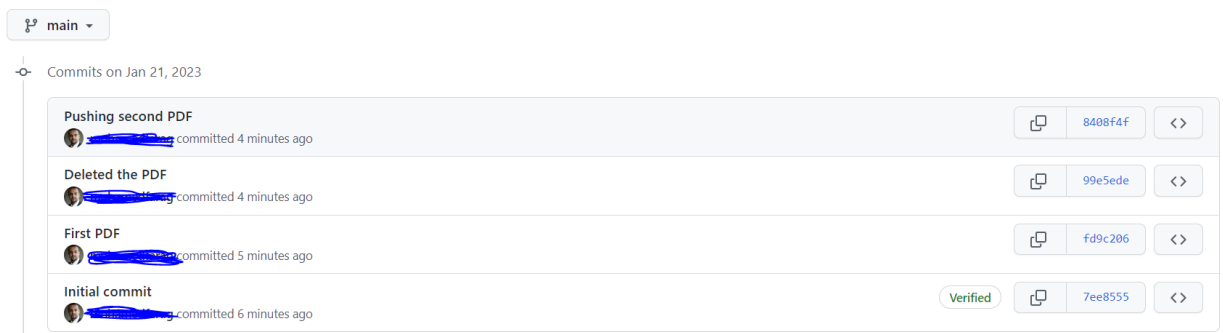 main
Commits on Jan 21, 2023
Pushing second PDF
committed 4 minutes ago
8408f4f
Deleted the PDF
committed 4 minutes ago
99e5ede
First PDF
committed 5 minutes ago
fd9c206
Initial commit
committed 6 minutes ago
Verified
7ee8555